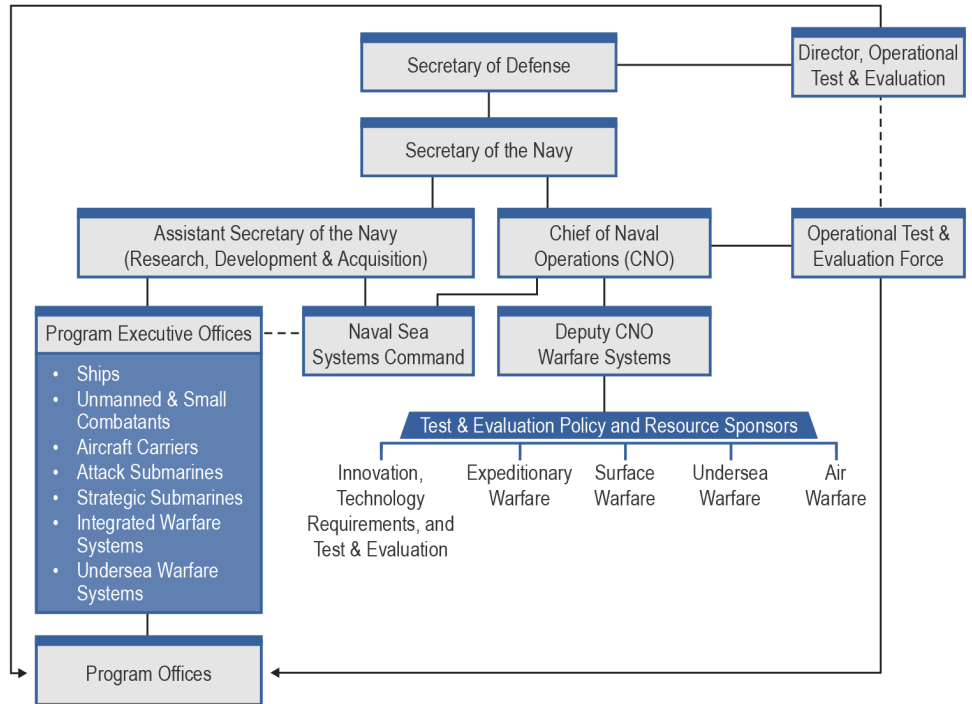 Secretary of Defense
Director, Operational
Test & Evaluation
Secretary of the Navy
Assistant Secretary of the Navy
(Research, Development & Acquisition)
Chief of Naval
Operations (CNO)
Operational Test &
Evaluation Force
Program Executive Offices
• Ships
• Unmanned & Small
Combatants
• Aircraft Carriers
• Attack Submarines
• Strategic Submarines
• Integrated Warfare
Systems
• Undersea Warfare
Systems
Naval Sea
Systems Command
Deputy CNO
Warfare Systems
Test & Evaluation Policy and Resource Sponsors
Innovation,
Technology
Requirements, and
Test & Evaluation
Expeditionary
Warfare
Surface
Warfare
Undersea
Warfare
Air
Warfare
Program Offices